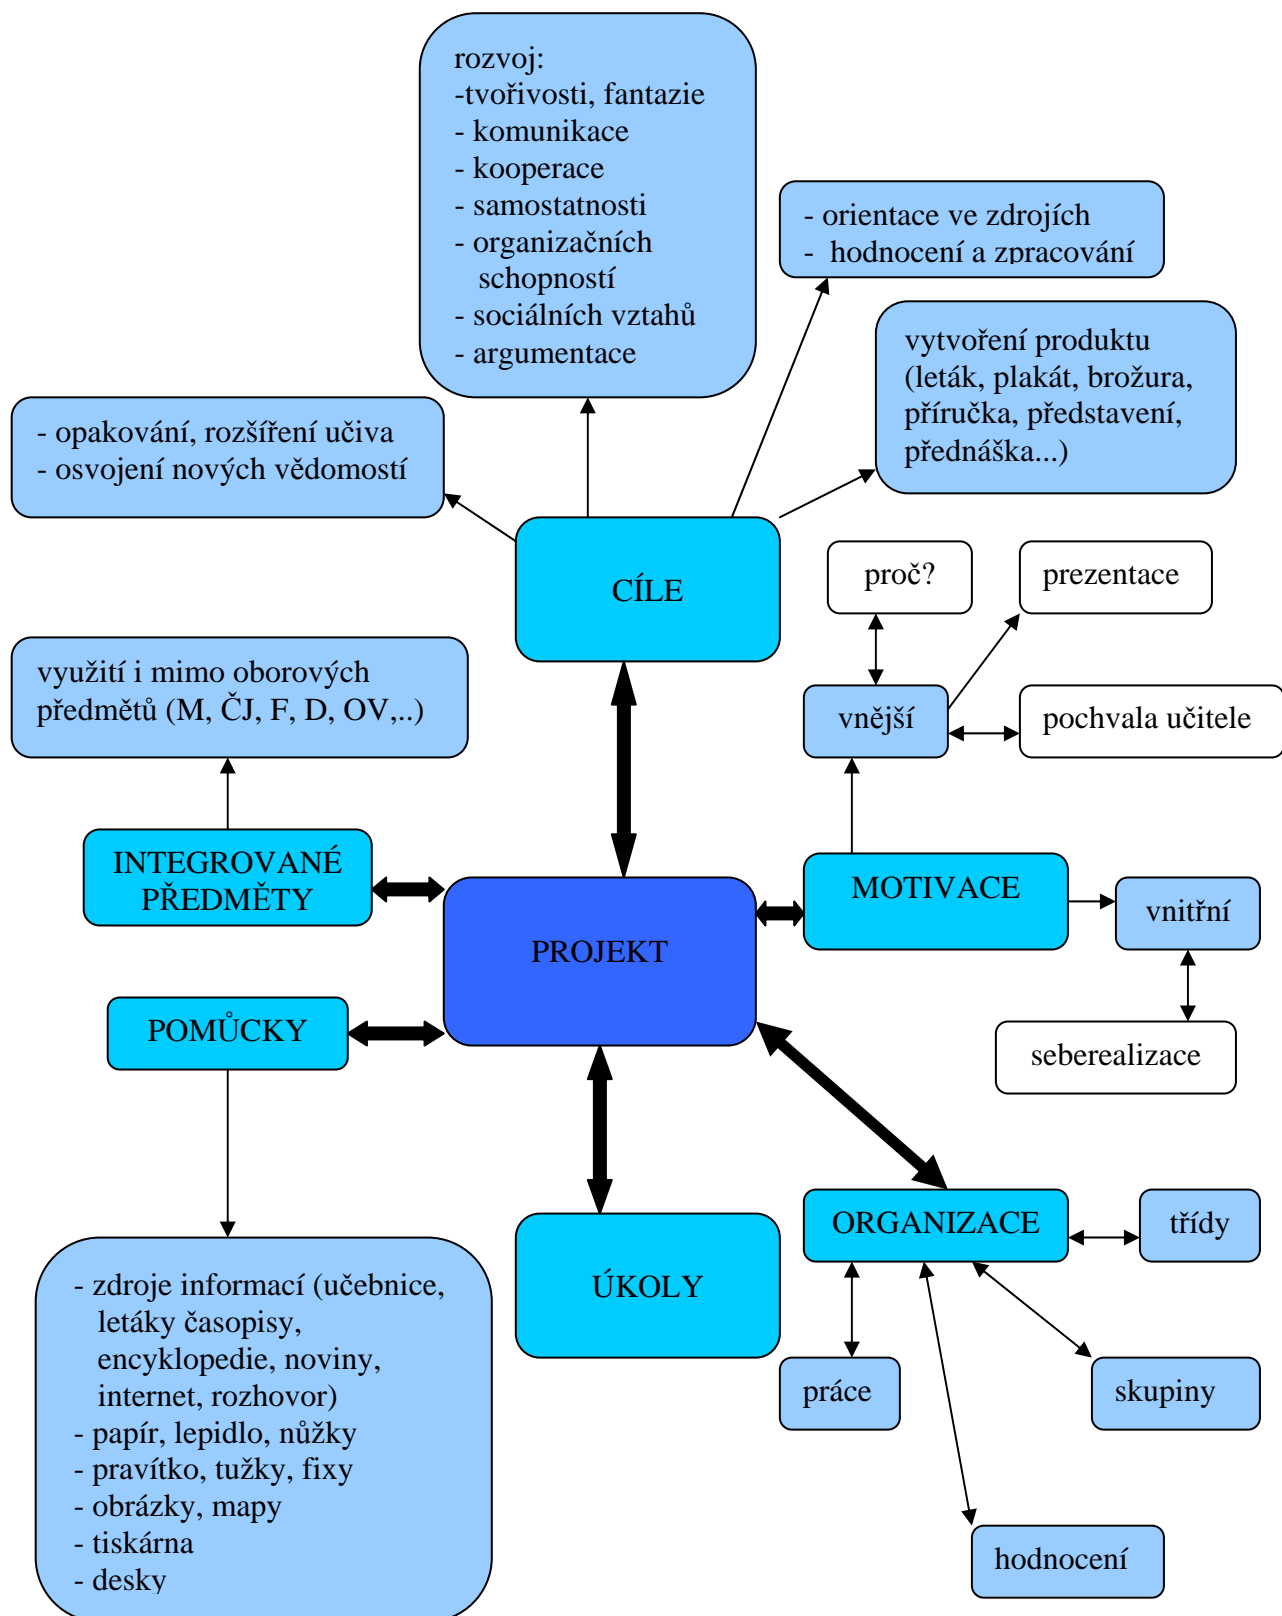 rozvoj:
-tvořivosti, fantazie
- komunikace
- kooperace
- samostatnosti
- organizačních
schopností
- sociálních vztahů
- argumentace
- orientace ve zdrojích
- hodnocení a zpracování
vytvoření produktu
(leták, plakát, brožura,
příručka, představení,
přednáška...)
- opakování, rozšíření učiva
- osvojení nových vědomostí
CÍLE
proč?
prezentace
využití i mimo oborových
předmětů (M, ČJ, F, D, OV,..)
vnější
pochvala učitele
INTEGROVANÉ
PŘEDMĚTY
MOTIVACE
vnitřní
PROJEKT
POMŮCKY
seberealizace
ORGANIZACE
třídy
ÚKOLY
- zdroje informací (učebnice,
letáky časopisy,
encyklopedie, noviny,
internet, rozhovor)
- papír, lepidlo, nůžky
- pravítko, tužky, fixy
- obrázky, mapy
- tiskárna
- desky
práce
skupiny
hodnocení